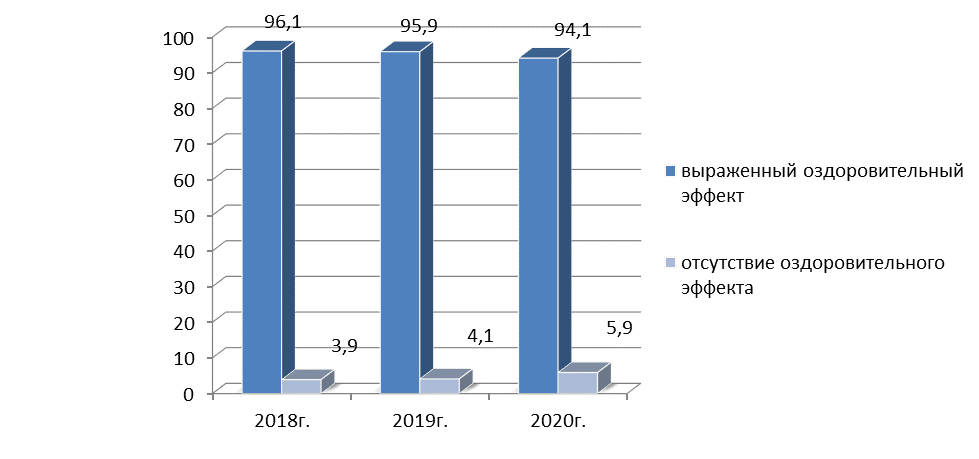 96,1
95,9
94,1
100
90
80
70
60
50
40
30
20
10
0
3,9
4,1
5,9
2018г.
2019г.
2020г.
выраженный оздоровительный
эффект
отсутствие оздоровительного
эффекта